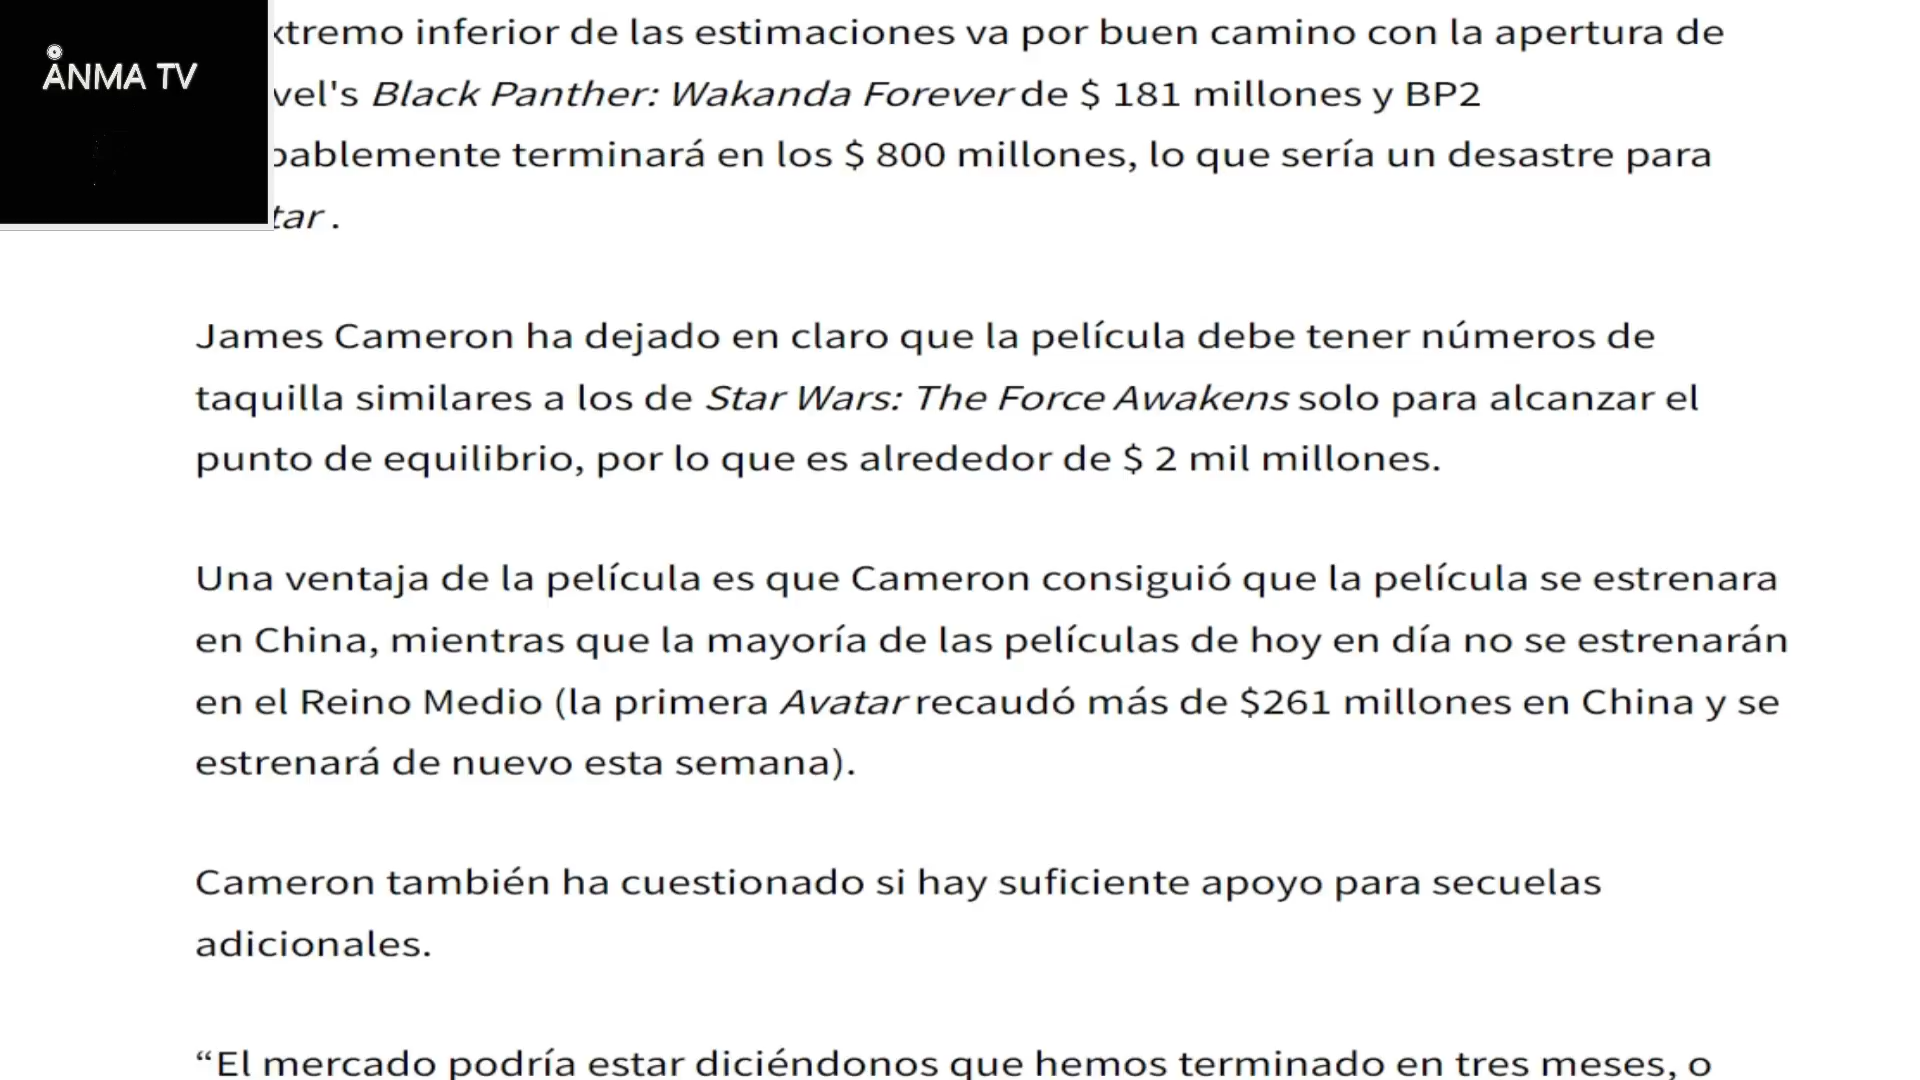 ANMA TV
xtremo inferior de las estimaciones va por buen camino con la apertura de
vel's Black Panther: Wakanda Forever de $ 181 millones y BP2
bablemente terminará en los $ 800 millones, lo que sería un desastre para
tar .
James Cameron ha dejado en claro que la película debe tener números de
taquilla similares a los de Star Wars: The Force Awakens solo para alcanzar el
punto de equilibrio, por lo que es alrededor de $ 2 mil millones.
Una ventaja de la película es que Cameron consiguió que la película se estrenara
en China, mientras que la mayoría de las películas de hoy en día no se estrenarán
en el Reino Medio (la primera Avatar recaudó más de $261 millones en China y se
estrenará de nuevo esta semana).
Cameron también ha cuestionado si hay suficiente apoyo para secuelas
adicionales.
“El mercado podría estar diciéndonos que hemos terminado en tres meses, o